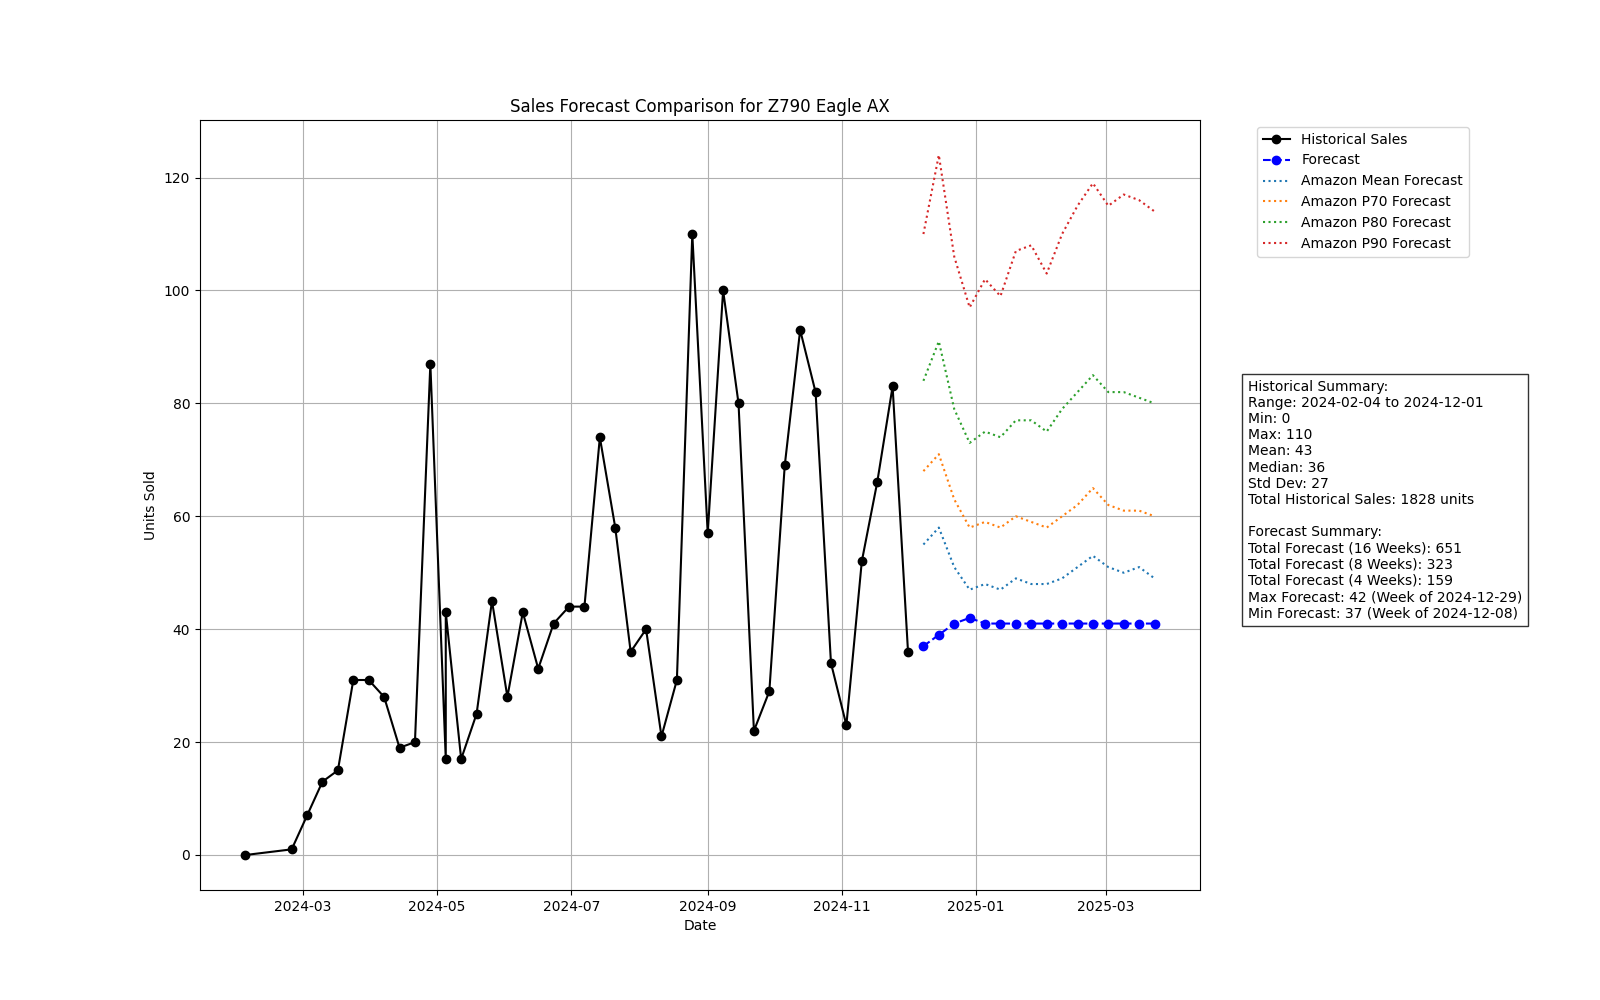 Sales Forecast Comparison for Z790 Eagle AX
Historical Sales
Forecast
Amazon Mean Forecast
Amazon P70 Forecast
Amazon P80 Forecast
Amazon P90 Forecast
120
100
80
60
40
20
0
Units Sold
2024-03
2024-05
2024-07
2024-09
2024-11
2025-01
2025-03
Date
Historical Summary:
Range: 2024-02-04 to 2024-12-01
Min: 0
Max: 110
Mean: 43
Median: 36
Std Dev: 27
Total Historical Sales: 1828 units
Forecast Summary:
Total Forecast (16 Weeks): 651
Total Forecast (8 Weeks): 323
Total Forecast (4 Weeks): 159
Max Forecast: 42 (Week of 2024-12-29)
Min Forecast: 37 (Week of 2024-12-08)